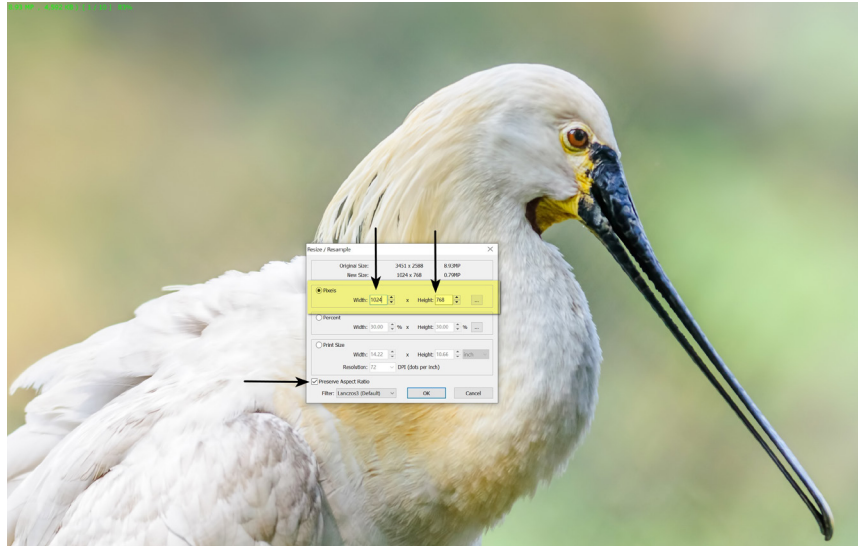 Resize / Resample
Original Size: 3451 x 2588 8.93MP
New Size: 1024 x 768 0.79MP
Pixels
Width: 1024 x Height: 768 ...
Percent
Width: 30.00 % x Height: 30.00 % ...
Print Size
Width: 14.22 x Height: 10.66 inch
Resolution: 72 DPI (dots per inch)
Preserve Aspect Ratio
Filter: Lanczos3 (Default) OK Cancel